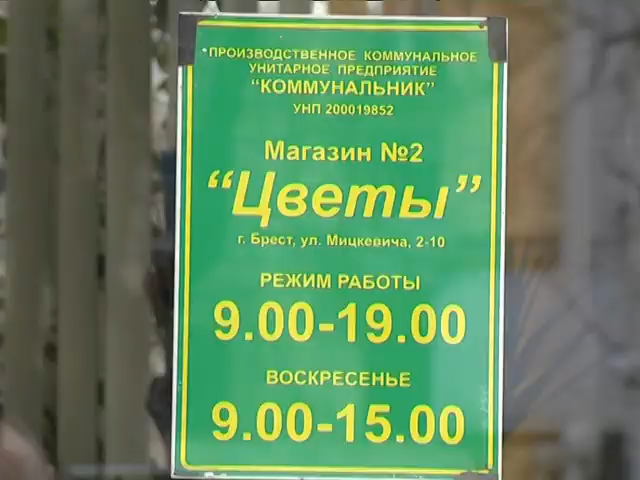 ПРОИЗВОДСТВЕННОЕ КОММУНАЛЬНОЕ
УНИТАРНОЕ ПРЕДПРИЯТИЕ
“КОММУНАЛЬНИК”
УНП 200019852
Магазин №2
“Цветы”
г. Брест, ул. Мицкевича, 2-10
РЕЖИМ РАБОТЫ
9.00-19.00
ВОСКРЕСЕНЬЕ
9.00-15.00